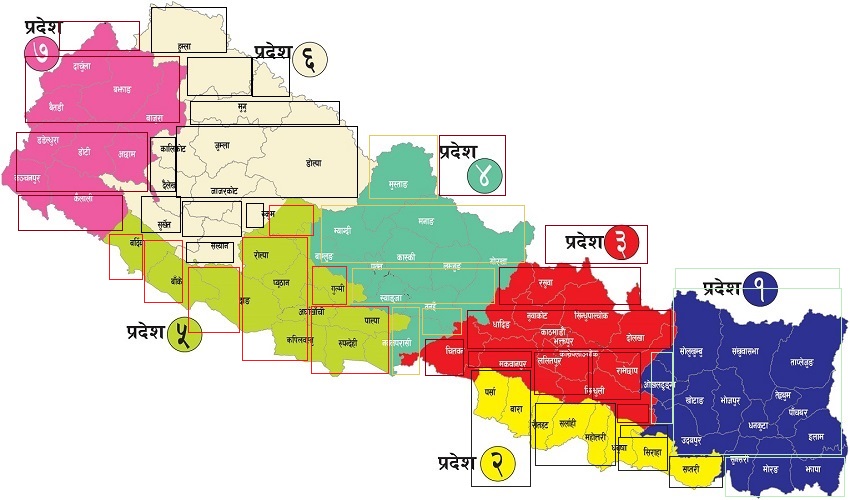 प्रदेश
७
दार्चुला
बझाङ
बैतडी
बाजुरा
डडेल्धुरा
डोटी
अछाम
कञ्चनपुर
कैलाली
प्रदेश ६
हुम्ला
मुगु
कालिकोट
जुम्ला
डोल्पा
दैलेख
जाजरकोट
सुर्खेत
रुकुम
सल्यान
प्रदेश
४
मुस्ताङ
म्याग्दी
मनाङ
बाग्लुङ
कास्की
पर्वत
लमजुङ
गोरखा
स्याङ्जा
तनहुँ
नवलपरासी
प्रदेश ५
बर्दिया
बाँके
दाङ
रोल्पा
प्युठान
गुल्मी
अर्घाखाँची
पाल्पा
कपिलवस्तु
रुपन्देही
प्रदेश ३
रसुवा
नुवाकोट
सिन्धुपाल्चोक
धादिङ
काठमाडौं
भक्तपुर
दोलखा
चितवन
ललितपुर
मकवानपुर
रामेछाप
सिन्धुली
प्रदेश २
पर्सा
बारा
रौतहट
सर्लाही
महोत्तरी
धनुषा
सिराहा
सप्तरी
प्रदेश १
सोलुखुम्बु
संखुवासभा
ताप्लेजुङ
ओखलढुङ्गा
खोटाङ
भोजपुर
तेह्रथुम
पाँचथर
धनकुटा
उदयपुर
इलाम
सुनसरी
मोरङ
झापा